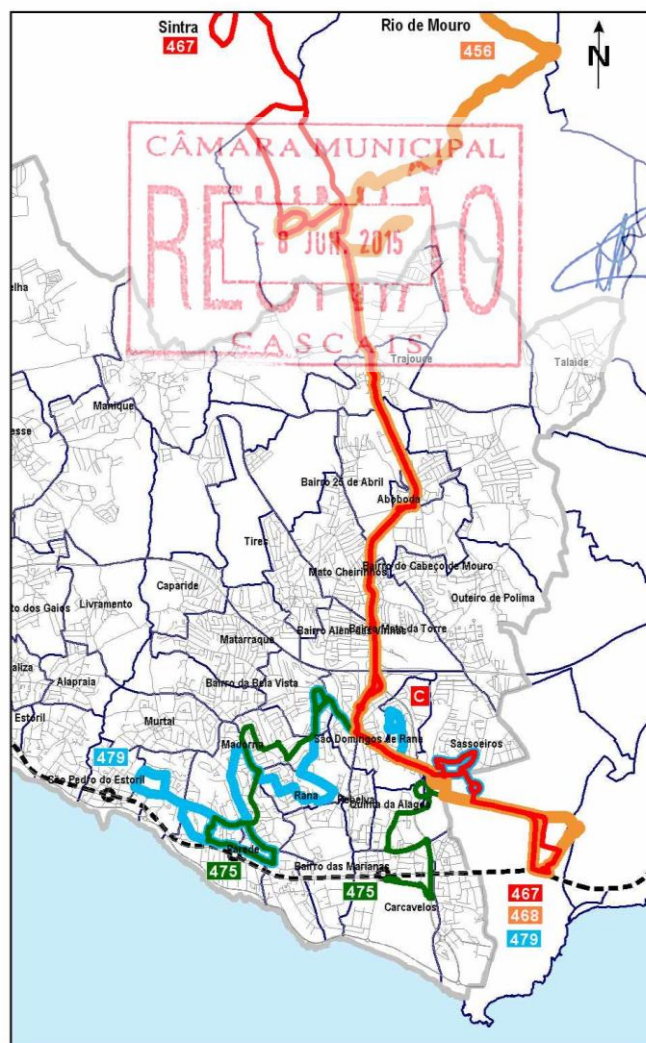 Sintra
467
Rio de Mouro
456
N
CÂMARA MUNICIPAL
REUNIÃO
- 8 JUN. 2015
CASCAIS
Trajouce
Talaíde
Manique
Bairro 25 de Abril
Abóboda
Tires
Mato Cheirinhos
Bairro do Cabeço de Mouro
Caparide
Livramento
Outeiro de Polima
Matarraque
Bairro da Bela Vista
Alapraia
Estoril
Murtal
C
Madorna
São Domingos de Rana
Sassoeiros
479
São Pedro do Estoril
Rana
Rebelva
Quinta da Alagoa
Parede
475
Bairro das Marianas
475
Carcavelos
467
468
479